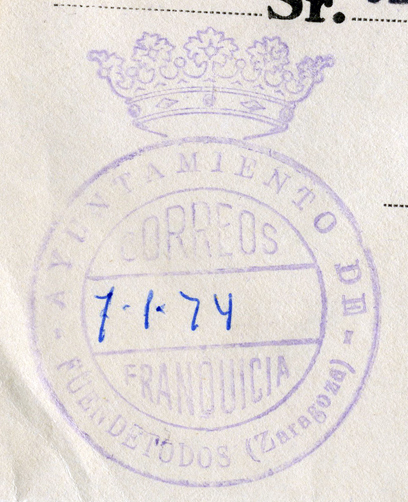 Sr.
AYUNTAMIENTO DE
CORREOS
7-1-74
FRANQUICIA
FUENDETODOS (Zaragoza)